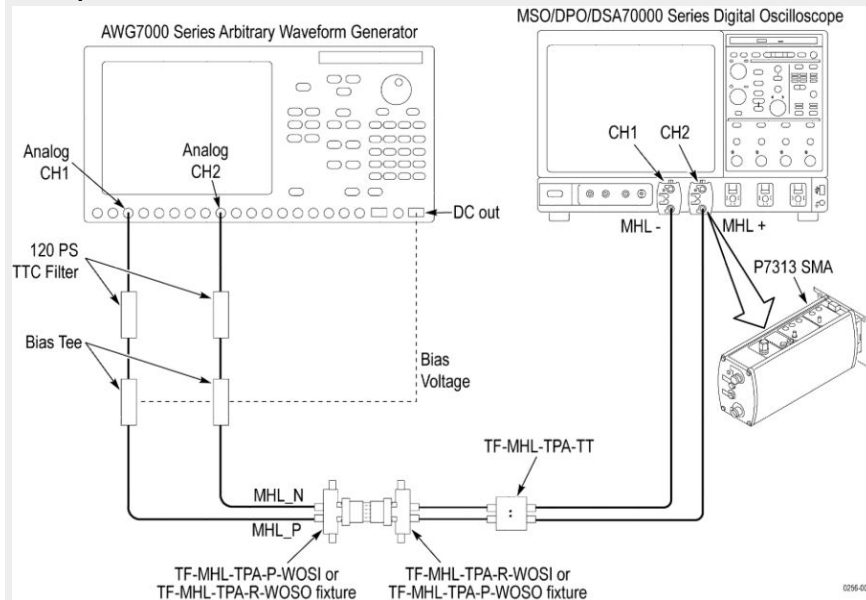 AWG7000 Series Arbitrary Waveform Generator
MSO/DPO/DSA70000 Series Digital Oscilloscope
Analog
CH1
Analog
CH2
DC out
CH1
CH2
MHL -
MHL +
120 PS
TTC Filter
P7313 SMA
Bias Tee
Bias
Voltage
TF-MHL-TPA-TT
MHL_N
MHL_P
TF-MHL-TPA-P-WOSI or
TF-MHL-TPA-R-WOSO fixture
TF-MHL-TPA-R-WOSI or
TF-MHL-TPA-P-WOSO fixture